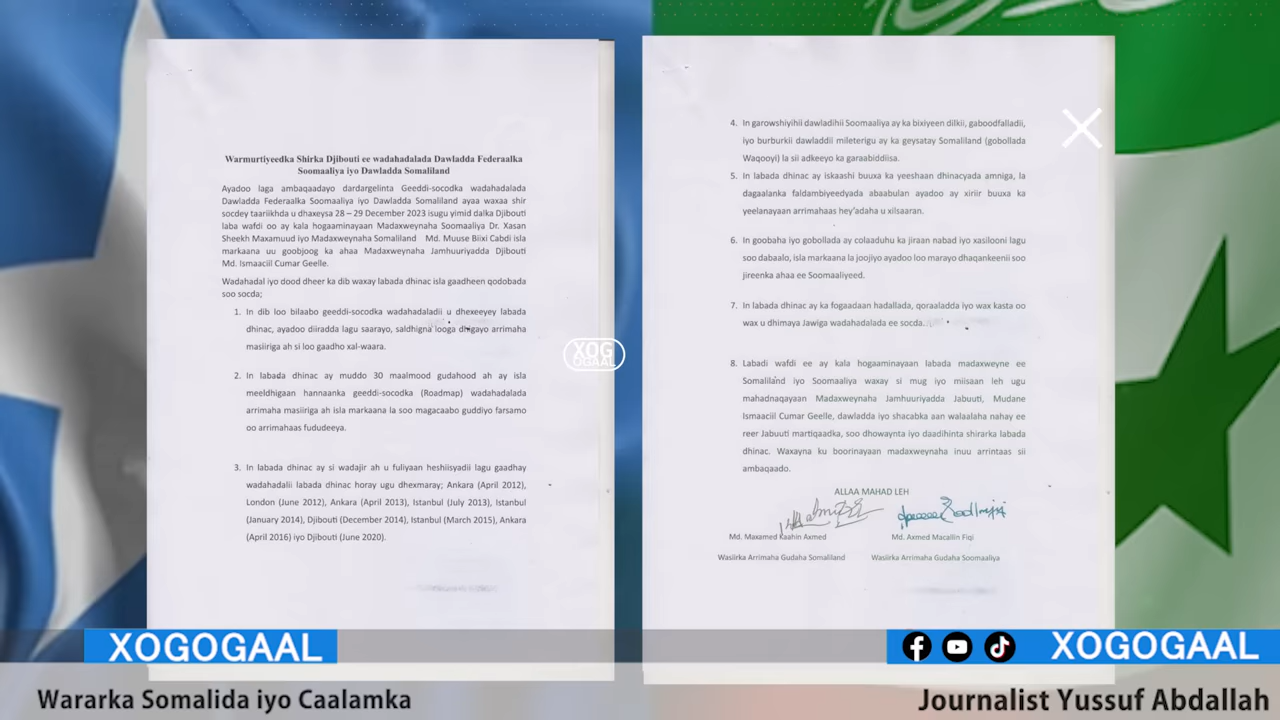 Warmurtiyeedka Shirka Djibouti ee wadahadalada Dawladda Federaalka
Soomaaliya iyo Dawladda Somaliland
Ayadoo laga ambaqaadayo dardargelinta Geeddi-socodka wadahadalada
Dawladda Federaalka Soomaaliya iyo Dawladda Somaliland ayaa waxaa shir
socdey taariikhda u dhaxeysa 28 – 29 December 2023 isugu yimid dalka Djibouti
laba wafdi oo ay kala hogaaminayaan Madaxweynaha Soomaaliya Dr. Xasan
Sheekh Maxamuud iyo Madaxweynaha Somaliland Md. Muuse Biixi Cabdi isla
markaana uu goobjoog ka ahaa Madaxweynaha Jamhuuriyadda Djibouti
Md. Ismaaciil Cumar Geelle.
Wadahadal iyo dood dheer ka dib waxay labada dhinac isla gaadheen qodobada
soo socda;
1. In dib loo bilaabo geeddi-socodka wadahadaladii u dhexeeyey labada
dhinac, ayadoo diiradda lagu saarayo, saldhigna looga dhigayo arrimaha
masiiriga ah si loo gaadho xal-waara.
2. In labada dhinac ay muddo 30 maalmood gudahood ah ay isla
meeldhigaan hannaanka geeddi-socodka (Roadmap) wadahadalada
arrimaha masiiriga ah isla markaana la soo magacaabo guddiyo farsamo
oo arrimahaas fududeeya.
3. In labada dhinac ay si wadajir ah u fuliyaan heshiisyadii lagu gaadhay
wadahadalii labada dhinac horay ugu dhexmaray; Ankara (April 2012),
London (June 2012), Ankara (April 2013), Istanbul (July 2013), Istanbul
(January 2014), Djibouti (December 2014), Istanbul (March 2015), Ankara
(April 2016) iyo Djibouti (June 2020).
4. In garowshiyihii dawladihii Soomaaliya ay ka bixiyeen dilkii, gaboodfalladii,
iyo burburkii dawladdii mileterigu ay ka geysatay Somaliland (gobollada
Waqooyi) la sii adkeeyo ka garaabiddiisa.
5. In labada dhinac ay iskaashi buuxa ka yeeshaan dhinacyada amniga, la
dagaalanka faldambiyeedyada abaabulan ayadoo ay xiriir buuxa ka
yeelanayaan arrimahaas hey'adaha u xilsaaran.
6. In goobaha iyo gobollada ay colaaduhu ka jiraan nabad iyo xasilooni lagu
soo dabaalo, isla markaana la joojiyo ayadoo loo marayo dhaqankeenii soo
jireenka ahaa ee Soomaaliyeed.
7. In labada dhinac ay ka fogaadaan hadallada, qoraaladda iyo wax kasta oo
wax u dhimaya Jawiga wadahadalada ee socda.
8. Labadi wafdi ee ay kala hogaaminayaan labada madaxweyne ee
Somaliland iyo Soomaaliya waxay si mug iyo miisaan leh ugu
mahadnaqayaan Madaxweynaha Jamhuuriyadda Jabuuti, Mudane
Ismaaciil Cumar Geelle, dawladda iyo shacabka aan walaalaha nahay ee
reer Jabuuti martiqaadka, soo dhowaynta iyo daadihinta shirarka labada
dhinac. Waxayna ku boorinayaan madaxweynaha inuu arrintaas sii
ambaqaado.
ALLAA MAHAD LEH
Md. Maxamed Kaahin Axmed
Md. Axmed Macallin Fiqi
Wasiirka Arrimaha Gudaha Somaliland
Wasiirka Arrimaha Gudaha Soomaaliya
XOG
GAAL
XOGOGAAL
XOGOGAAL
Wararka Somalida iyo Caalamka
Journalist Yussuf Abdallah